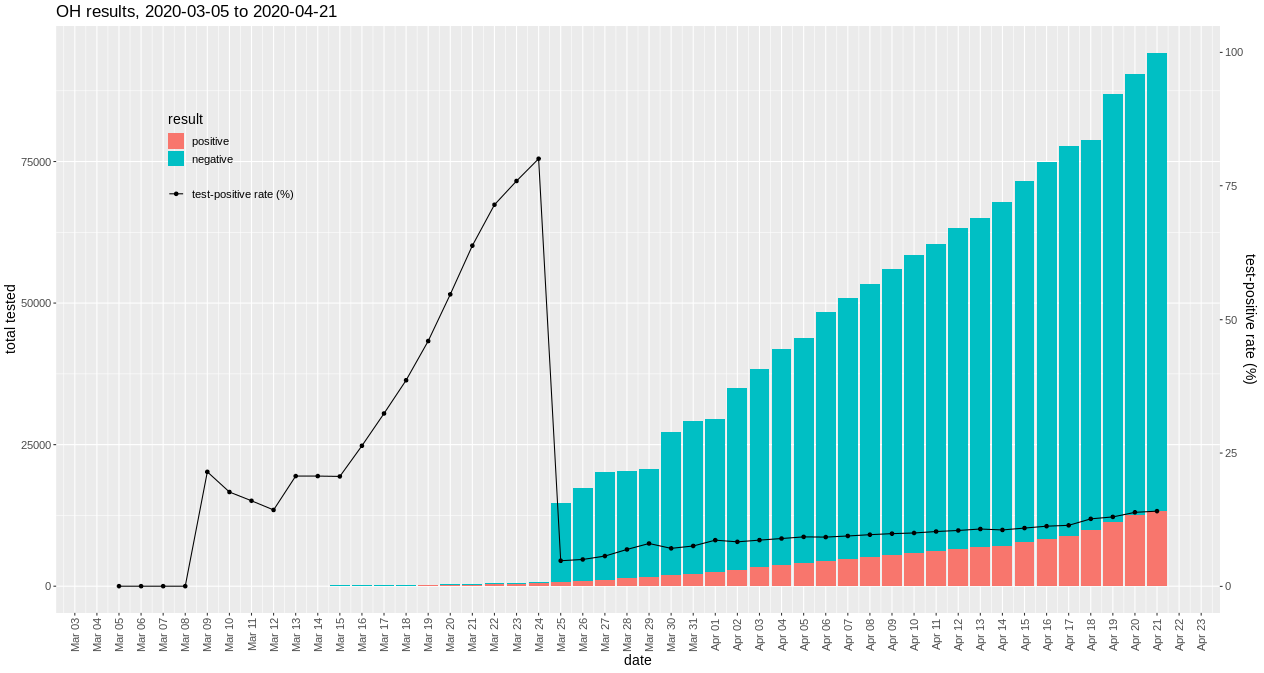 OH results, 2020-03-05 to 2020-04-21
result
positive
negative
test-positive rate (%)
total tested
75000
50000
25000
0
100
75
50
25
0
test-positive rate (%)
Mar 03
Mar 04
Mar 05
Mar 06
Mar 07
Mar 08
Mar 09
Mar 10
Mar 11
Mar 12
Mar 13
Mar 14
Mar 15
Mar 16
Mar 17
Mar 18
Mar 19
Mar 20
Mar 21
Mar 22
Mar 23
Mar 24
Mar 25
Mar 26
Mar 27
Mar 28
Mar 29
Mar 30
Mar 31
Apr 01
Apr 02
Apr 03
Apr 04
Apr 05
Apr 06
Apr 07
Apr 08
Apr 09
Apr 10
Apr 11
Apr 12
Apr 13
Apr 14
Apr 15
Apr 16
Apr 17
Apr 18
Apr 19
Apr 20
Apr 21
Apr 22
Apr 23
date